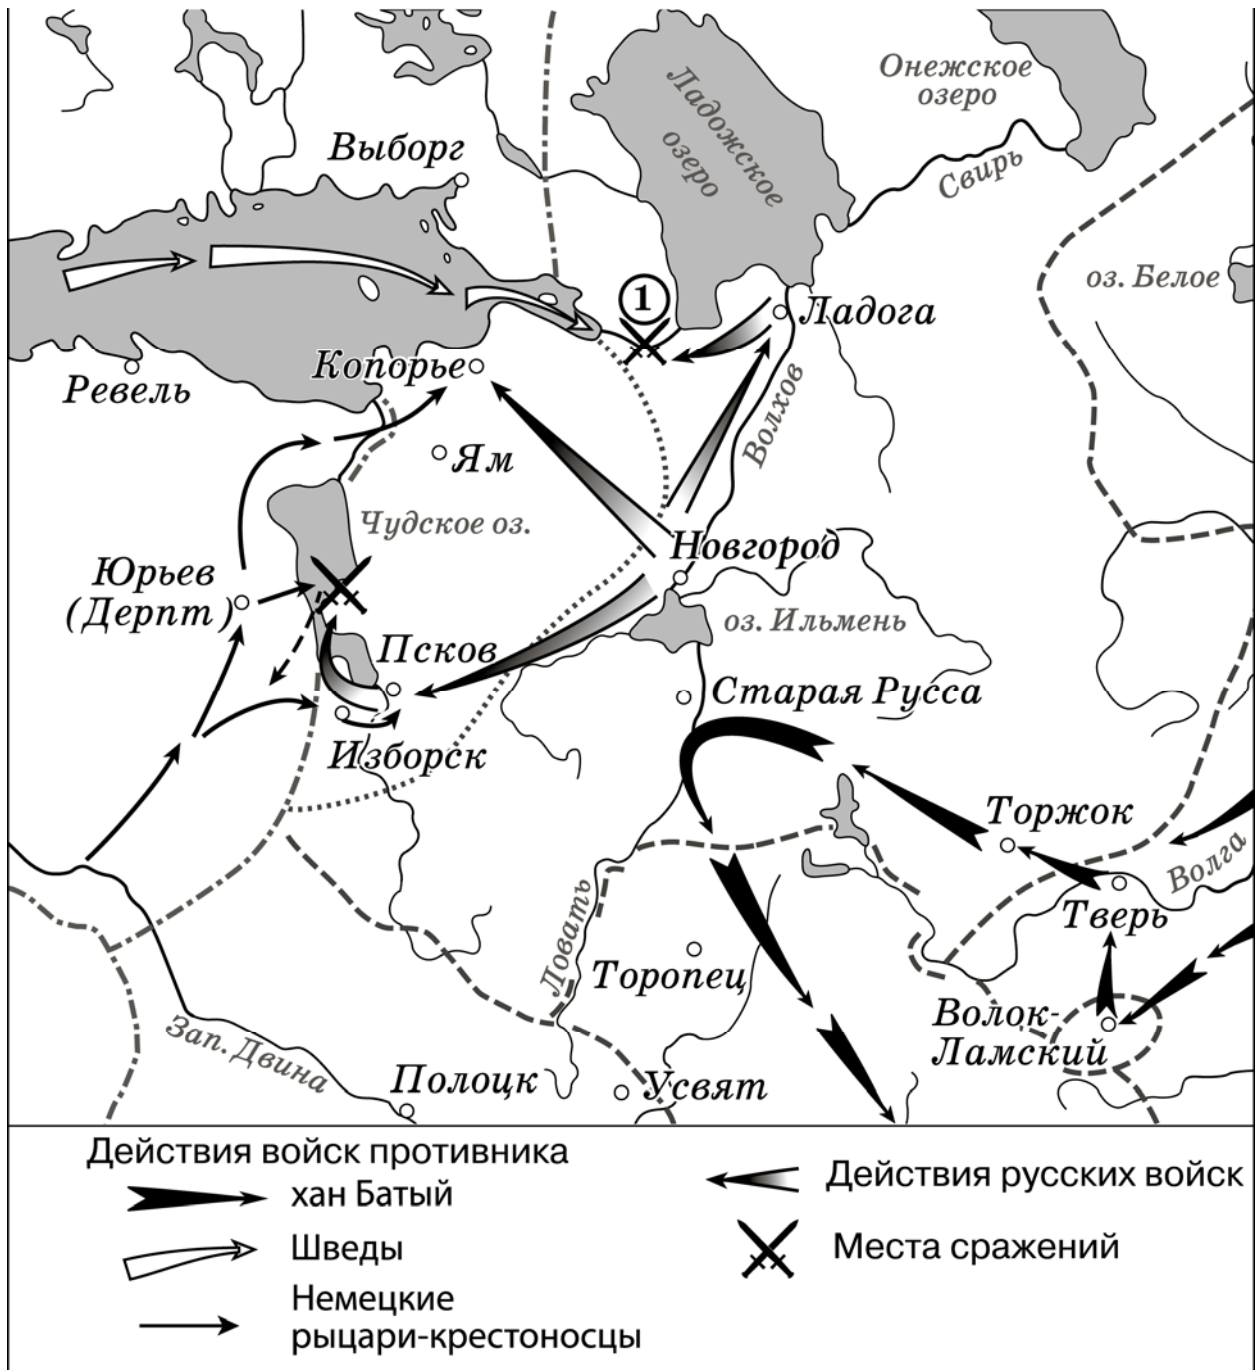 Онежское
озеро
Ладожское
озеро
Выборг
Свирь
оз. Белое
1
Ладога
Копорье
Ревель
Волхов
Ям
Чудское оз.
Новгород
Юрьев
(Дерпт)
оз. Ильмень
Псков
Старая Русса
Изборск
Торжок
Волга
Тверь
Ловать
Торопец
Волок-
Ламский
Зап. Двина
Полоцк
Усвят
Действия войск противника
хан Батый
Шведы
Немецкие
рыцари-крестоносцы
Действия русских войск
Места сражений